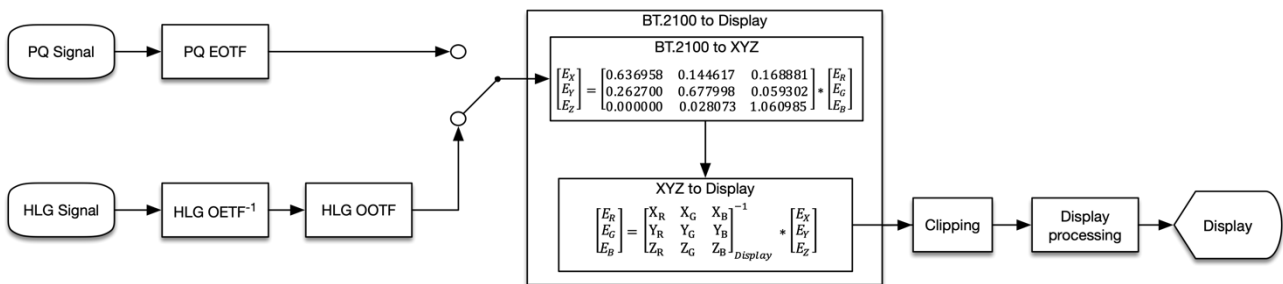 BT.2100 to Display
BT.2100 to XYZ
PQ Signal
PQ EOTF
[E_X] = [0.636958 0.144617 0.168881] * [E_R]
[E_Y] = [0.262700 0.677998 0.059302] * [E_G]
[E_Z] = [0.000000 0.028073 1.060985] * [E_B]
HLG Signal
HLG OETF⁻¹
HLG OOTF
XYZ to Display
[E_R] = [X_R X_G X_B]⁻¹ * [E_X]
[E_G] = [Y_R Y_G Y_B] * [E_Y]
[E_B] = [Z_R Z_G Z_B]_Display * [E_Z]
Clipping
Display
processing
Display